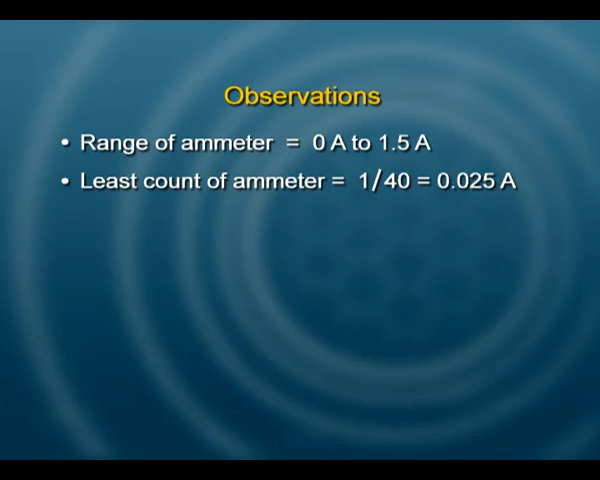 Observations
• Range of ammeter = 0 A to 1.5 A
• Least count of ammeter = 1/40 = 0.025 A